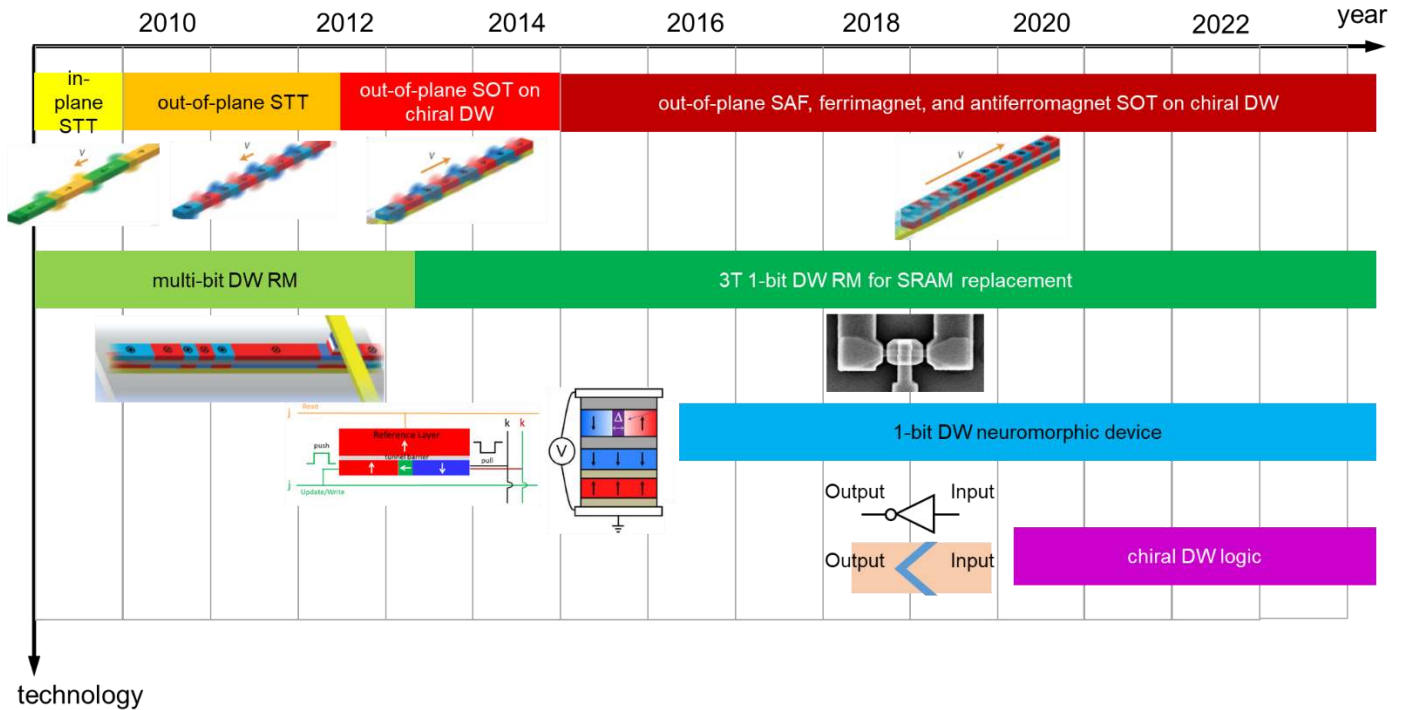 year
2010 2012 2014 2016 2018 2020 2022
in-
plane
STT
out-of-plane STT
out-of-plane SOT on
chiral DW
out-of-plane SAF, ferrimagnet, and antiferromagnet SOT on chiral DW
v
v
v
v
multi-bit DW RM
3T 1-bit DW RM for SRAM replacement
j Read
k k
push
Reference Layer
pull
tunnel barrier
j Update/Write
Δ
V
1-bit DW neuromorphic device
Output Input
Output Input
chiral DW logic
technology